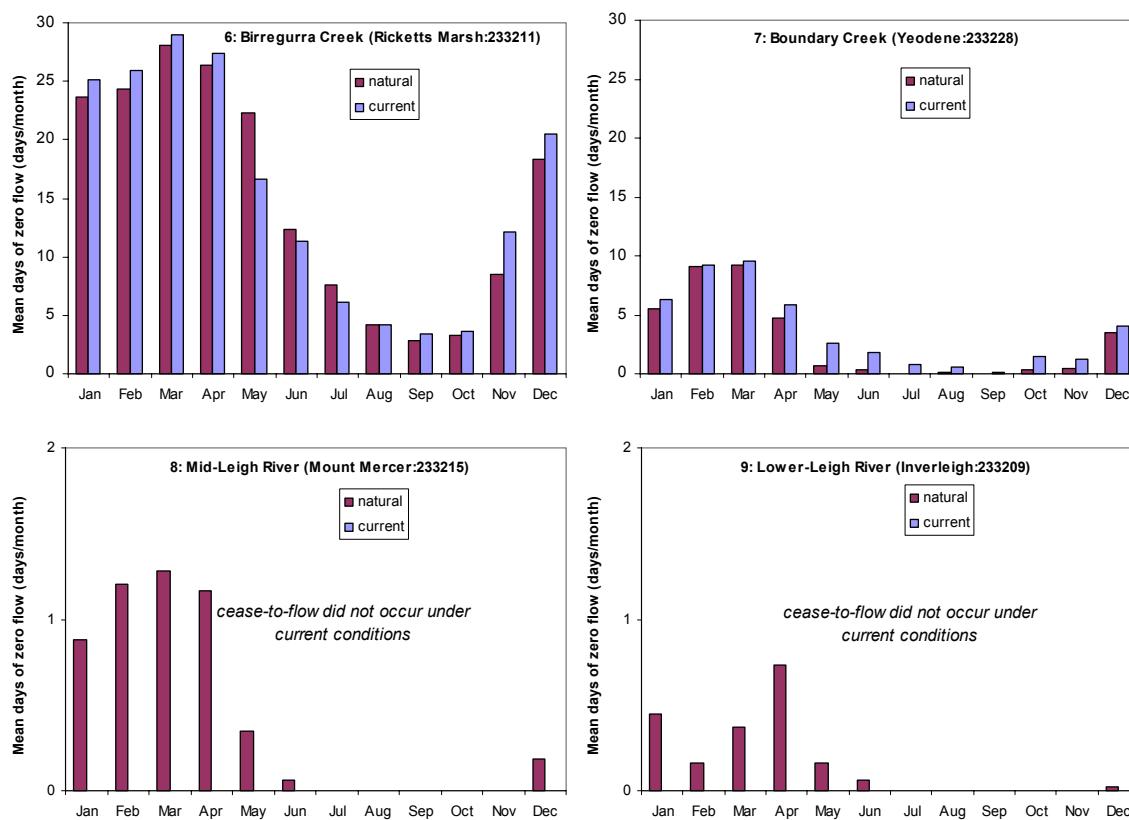 6: Birregurra Creek (Ricketts Marsh:233211)
natural
current
Mean days of zero flow (days/month)
30
25
20
15
10
5
0
Jan Feb Mar Apr May Jun Jul Aug Sep Oct Nov Dec
7: Boundary Creek (Yeodene:233228)
natural
current
Mean days of zero flow (days/month)
30
25
20
15
10
5
0
Jan Feb Mar Apr May Jun Jul Aug Sep Oct Nov Dec
8: Mid-Leigh River (Mount Mercer:233215)
natural
current
cease-to-flow did not occur under
current conditions
Mean days of zero flow (days/month)
2
1
0
Jan Feb Mar Apr May Jun Jul Aug Sep Oct Nov Dec
9: Lower-Leigh River (Inverleigh:233209)
natural
current
cease-to-flow did not occur under
current conditions
Mean days of zero flow (days/month)
2
1
0
Jan Feb Mar Apr May Jun Jul Aug Sep Oct Nov Dec